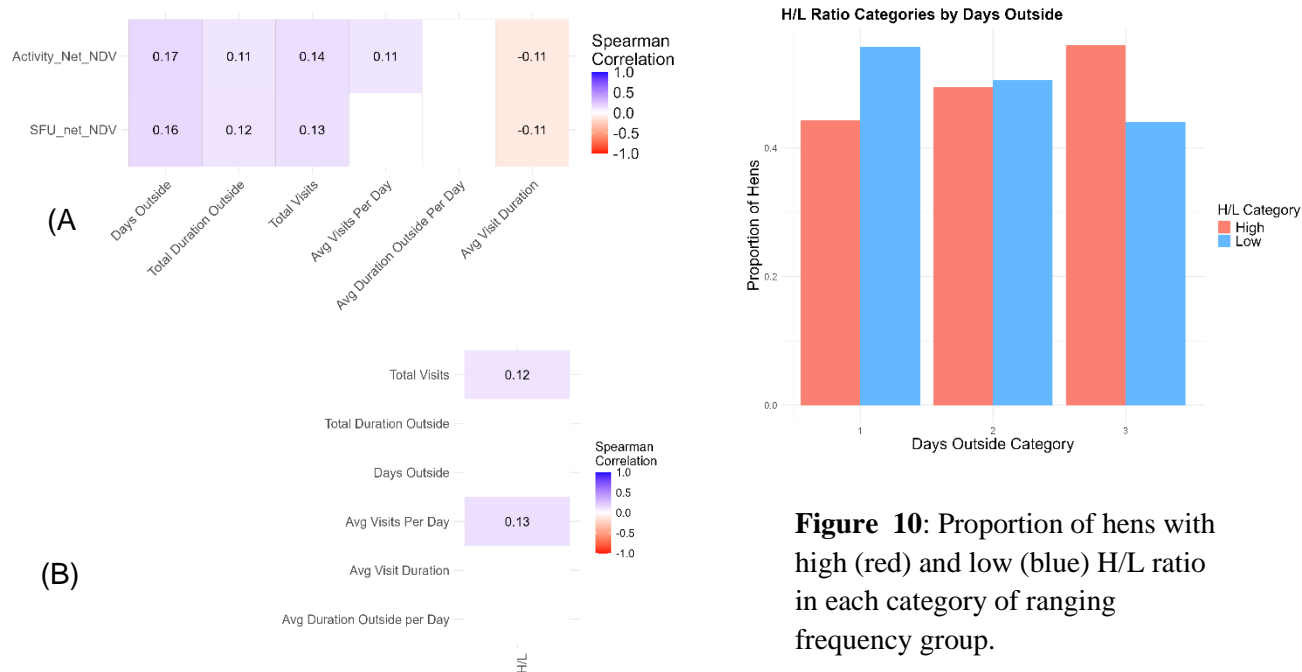 Activity_Net_NDV
0.17
0.11
0.14
0.11
-0.11
SFU_net_NDV
0.16
0.12
0.13
-0.11
Spearman
Correlation
1.0
0.5
0.0
-0.5
-1.0
(A
Days Outside
Total Duration Outside
Total Visits
Avg Visits Per Day
Avg Duration Outside Per Day
Avg Visit Duration
(B)
Total Visits
0.12
Total Duration Outside
Days Outside
Avg Visits Per Day
0.13
Avg Visit Duration
Avg Duration Outside per Day
H/L
Spearman
Correlation
1.0
0.5
0.0
-0.5
-1.0
H/L Ratio Categories by Days Outside
Proportion of Hens
0.4
0.2
0.0
1
2
3
Days Outside Category
H/L Category
High
Low
Figure 10: Proportion of hens with
high (red) and low (blue) H/L ratio
in each category of ranging
frequency group.